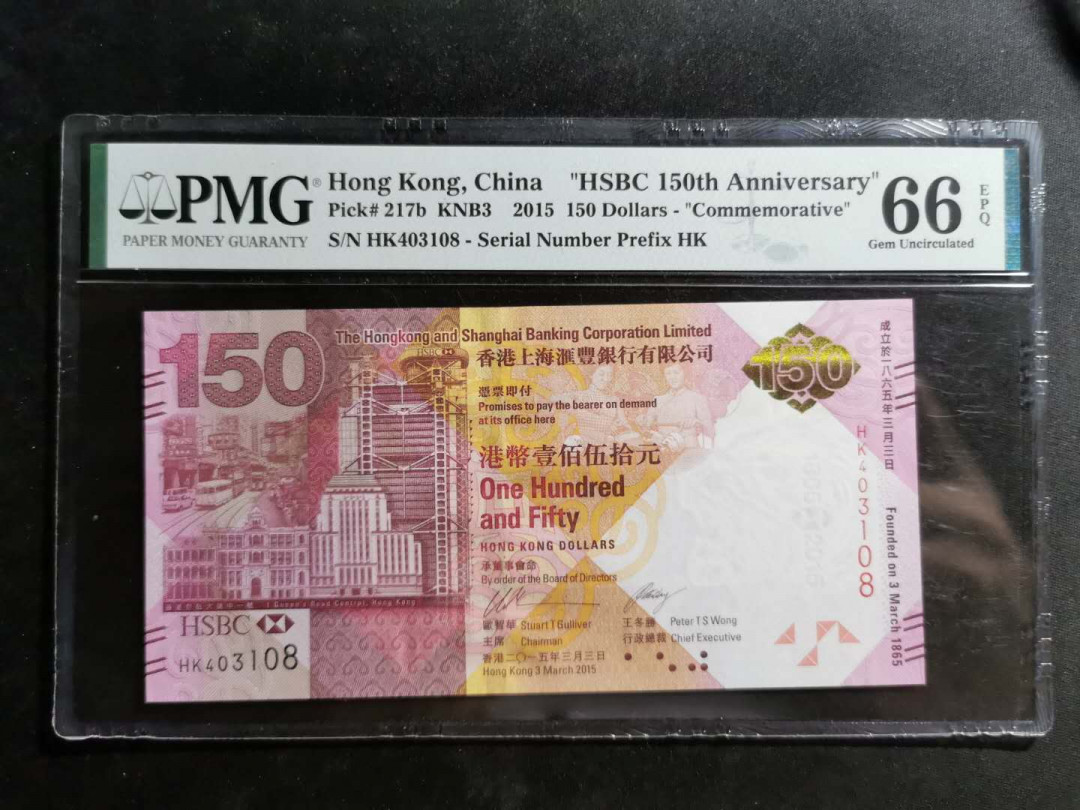 PMG®
PAPER MONEY GUARANTY
Hong Kong, China "HSBC 150th Anniversary"
Pick# 217b KNB3 2015 150 Dollars - "Commemorative"
S/N HK403108 - Serial Number Prefix HK
66
EPQ
Gem Uncirculated
150
The Hongkong and Shanghai Banking Corporation Limited
HSBC
香港上海滙豐銀行有限公司
150
憑票即付
Promises to pay the bearer on demand
at its office here
港幣壹佰伍拾元
One Hundred
and Fifty
HONG KONG DOLLARS
承董事會命
By order of the Board of Directors
歐智華 Stuart T Gulliver
主席 Chairman
王冬勝 Peter T S Wong
行政總裁 Chief Executive
香港二〇一五年三月三日
Hong Kong 3 March 2015
1 Queen's Road Central, Hong Kong
HSBC
HK403108
HK403108
成立於一八六五年三月三日
Founded on 3 March 1865